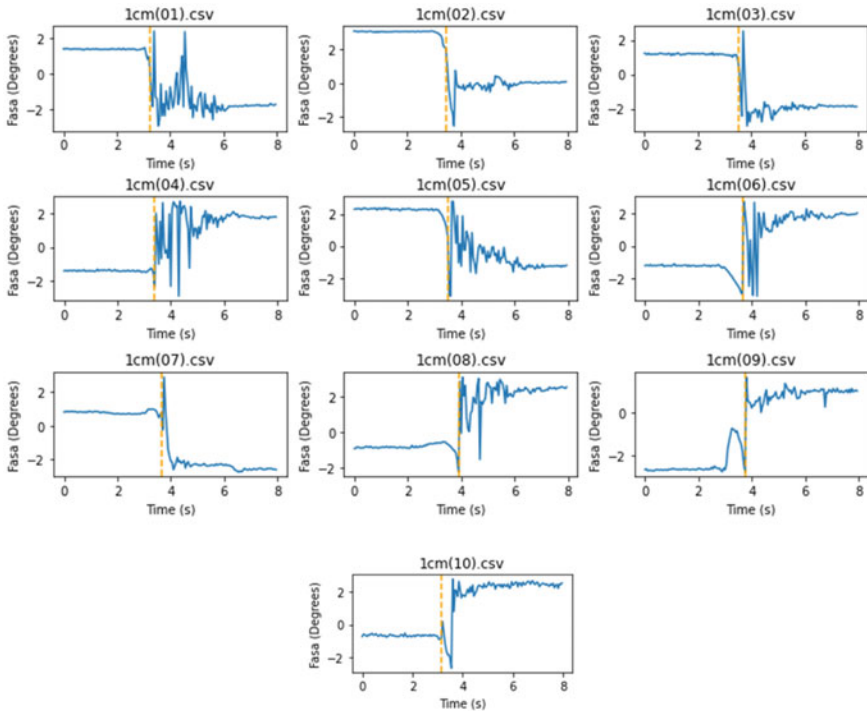 1cm(01).csv
Fasa (Degrees)
2
0
−2
0 2 4 6 8
Time (s)
1cm(02).csv
Fasa (Degrees)
2
0
−2
0 2 4 6 8
Time (s)
1cm(03).csv
Fasa (Degrees)
2
0
−2
0 2 4 6 8
Time (s)
1cm(04).csv
Fasa (Degrees)
2
0
−2
0 2 4 6 8
Time (s)
1cm(05).csv
Fasa (Degrees)
2
0
−2
0 2 4 6 8
Time (s)
1cm(06).csv
Fasa (Degrees)
2
0
−2
0 2 4 6 8
Time (s)
1cm(07).csv
Fasa (Degrees)
2
0
−2
0 2 4 6 8
Time (s)
1cm(08).csv
Fasa (Degrees)
2
0
−2
0 2 4 6 8
Time (s)
1cm(09).csv
Fasa (Degrees)
0
−2
0 2 4 6 8
Time (s)
1cm(10).csv
Fasa (Degrees)
2
0
−2
0 2 4 6 8
Time (s)